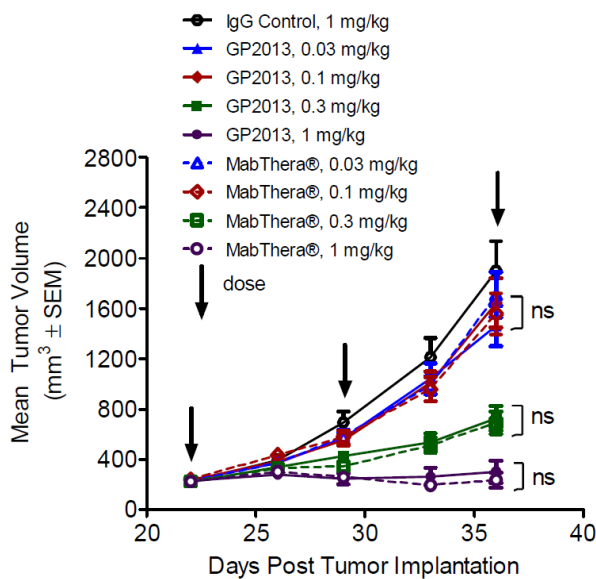 IgG Control, 1 mg/kg
GP2013, 0.03 mg/kg
GP2013, 0.1 mg/kg
GP2013, 0.3 mg/kg
GP2013, 1 mg/kg
MabThera®, 0.03 mg/kg
MabThera®, 0.1 mg/kg
MabThera®, 0.3 mg/kg
MabThera®, 1 mg/kg
dose
Mean Tumor Volume
(mm³ ± SEM)
2800
2400
2000
1600
1200
800
400
0
ns
ns
ns
20
25
30
35
40
Days Post Tumor Implantation